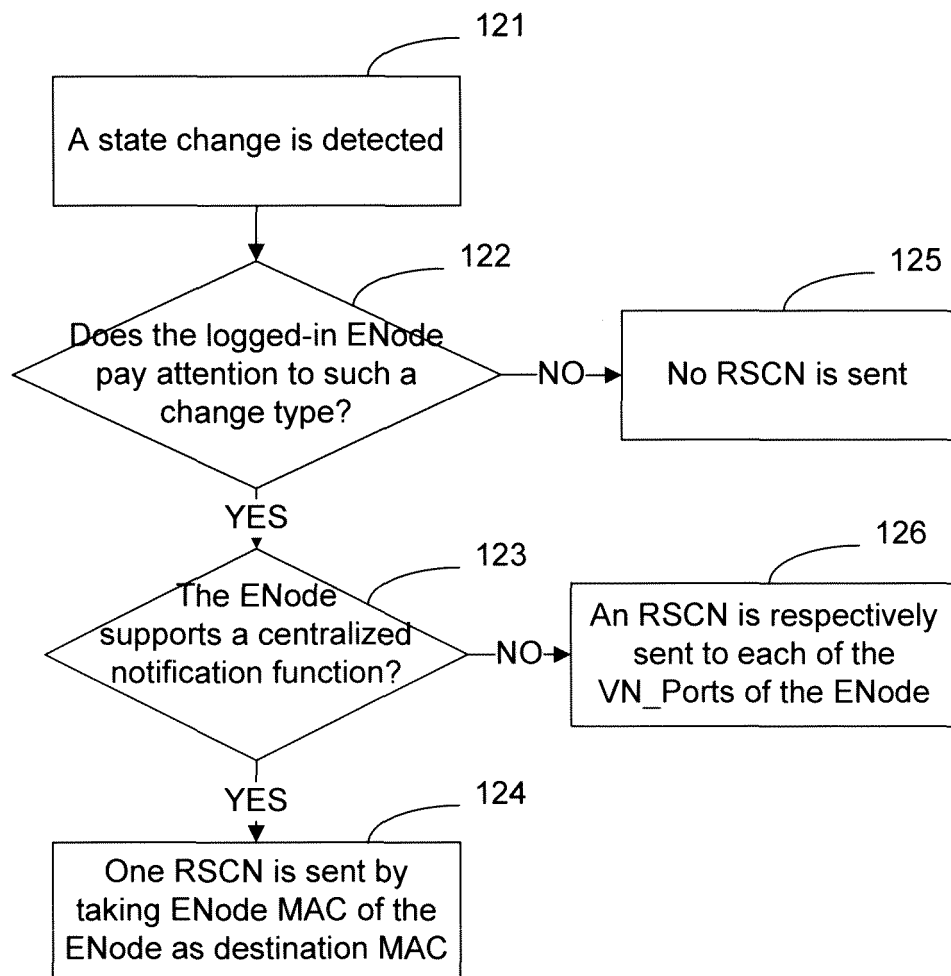 121
A state change is detected
122
Does the logged-in ENode
pay attention to such a
change type?
NO
125
No RSCN is sent
YES
123
The ENode
supports a centralized
notification function?
NO
126
An RSCN is respectively
sent to each of the
VN_Ports of the ENode
YES
124
One RSCN is sent by
taking ENode MAC of the
ENode as destination MAC